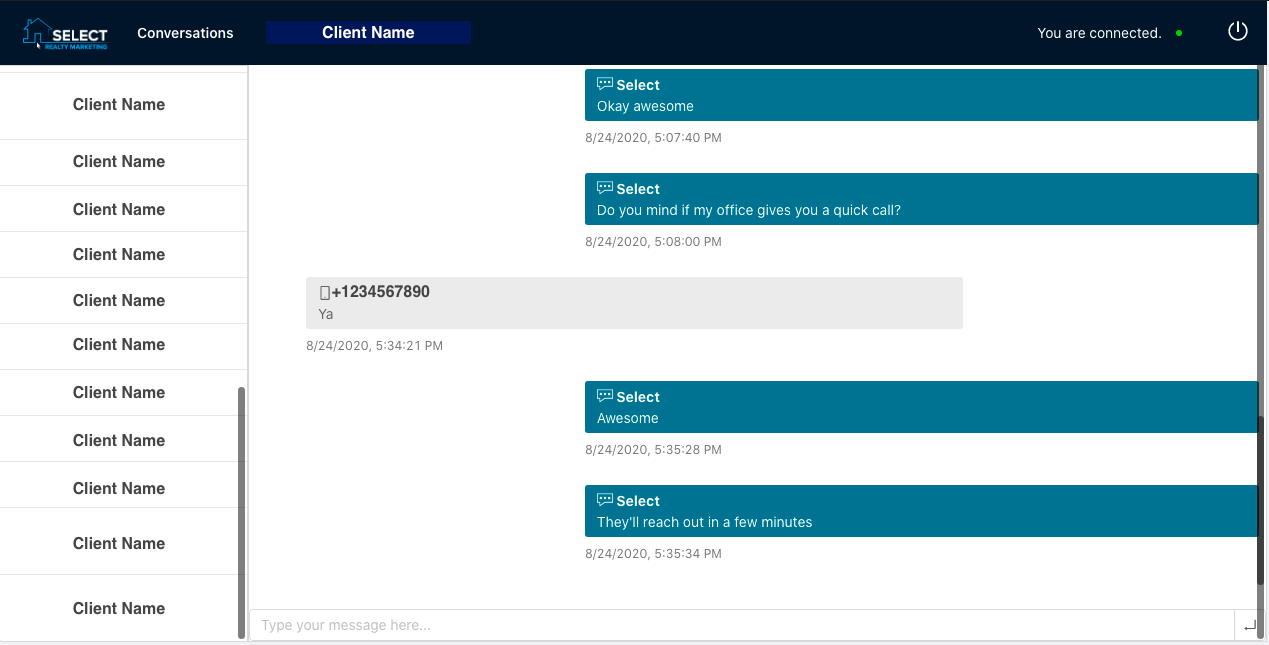 SELECT
REALTY MARKETING
Conversations
Client Name
You are connected.
Client Name
Client Name
Client Name
Client Name
Client Name
Client Name
Client Name
Client Name
Client Name
Client Name
Client Name
Select
Okay awesome
8/24/2020, 5:07:40 PM
Select
Do you mind if my office gives you a quick call?
8/24/2020, 5:08:00 PM
+1234567890
Ya
8/24/2020, 5:34:21 PM
Select
Awesome
8/24/2020, 5:35:28 PM
Select
They'll reach out in a few minutes
8/24/2020, 5:35:34 PM
Type your message here...